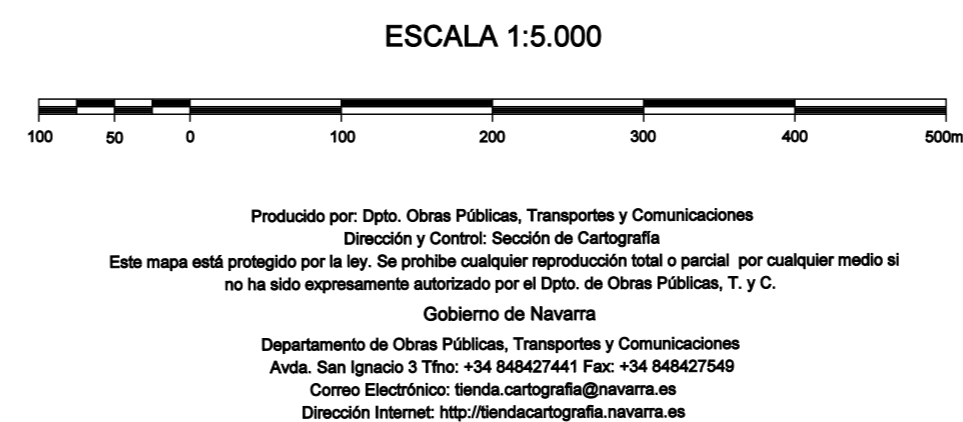 ESCALA 1:5.000
100 50 0 100 200 300 400 500m
Producido por: Dpto. Obras Públicas, Transportes y Comunicaciones
Dirección y Control: Sección de Cartografía
Este mapa está protegido por la ley. Se prohibe cualquier reproducción total o parcial por cualquier medio si
no ha sido expresamente autorizado por el Dpto. de Obras Públicas, T. y C.
Gobierno de Navarra
Departamento de Obras Públicas, Transportes y Comunicaciones
Avda. San Ignacio 3 Tfno: +34 848427441 Fax: +34 848427549
Correo Electrónico: tienda.cartografia@navarra.es
Dirección Internet: http://tiendacartografia.navarra.es